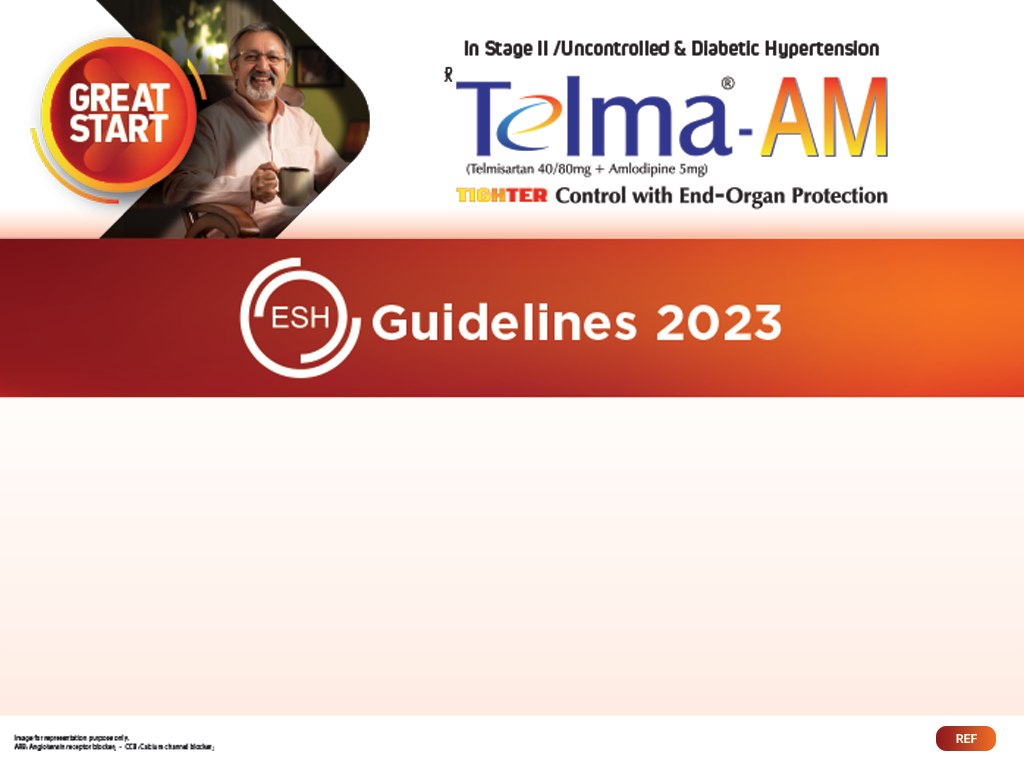 GREAT
START
In Stage II /Uncontrolled & Diabetic Hypertension
℞
Telma®-AM
(Telmisartan 40/80mg + Amlodipine 5mg)
TIGHTER Control with End-Organ Protection
ESH Guidelines 2023
Image for representation purpose only.
ARB: Angiotensin receptor blocker; - CCB :Calcium channel blocker;
REF